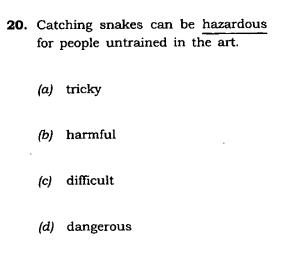 20. Catching snakes can be hazardous
for people untrained in the art.
(a) tricky
(b) harmful
(c) difficult
(d) dangerous